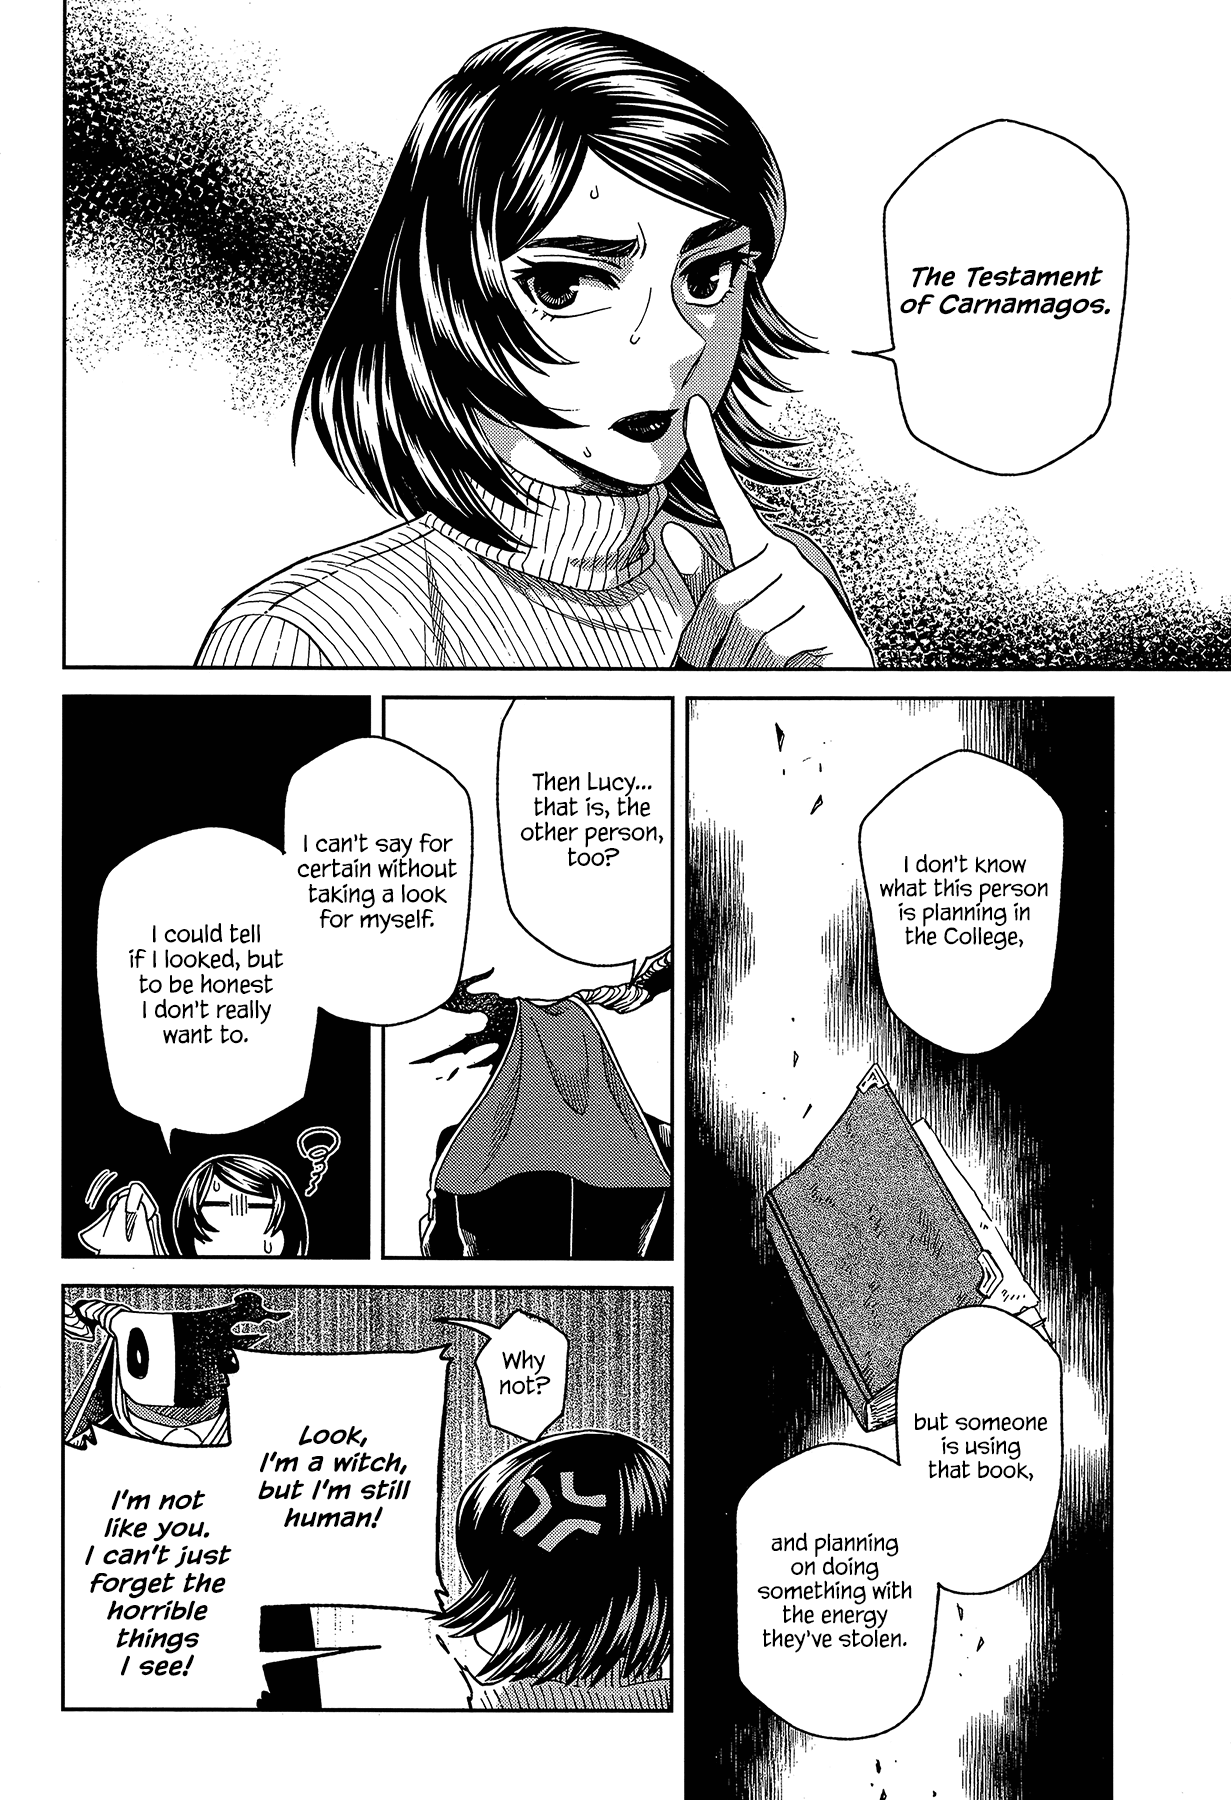 The Testament
of Carnamagos.
I don't know
what this person
is planning in
the College,
but someone
is using
that book,
and planning
on doing
something with
the energy
they've stolen.
Then Lucy...
that is, the
other person,
too?
I can't say for
certain without
taking a look
for myself.
I could tell
if I looked, but
to be honest
I don't really
want to.
Why
not?
Look,
I'm a witch,
but I'm still
human!
I'm not
like you.
I can't just
forget the
horrible
things
I see!